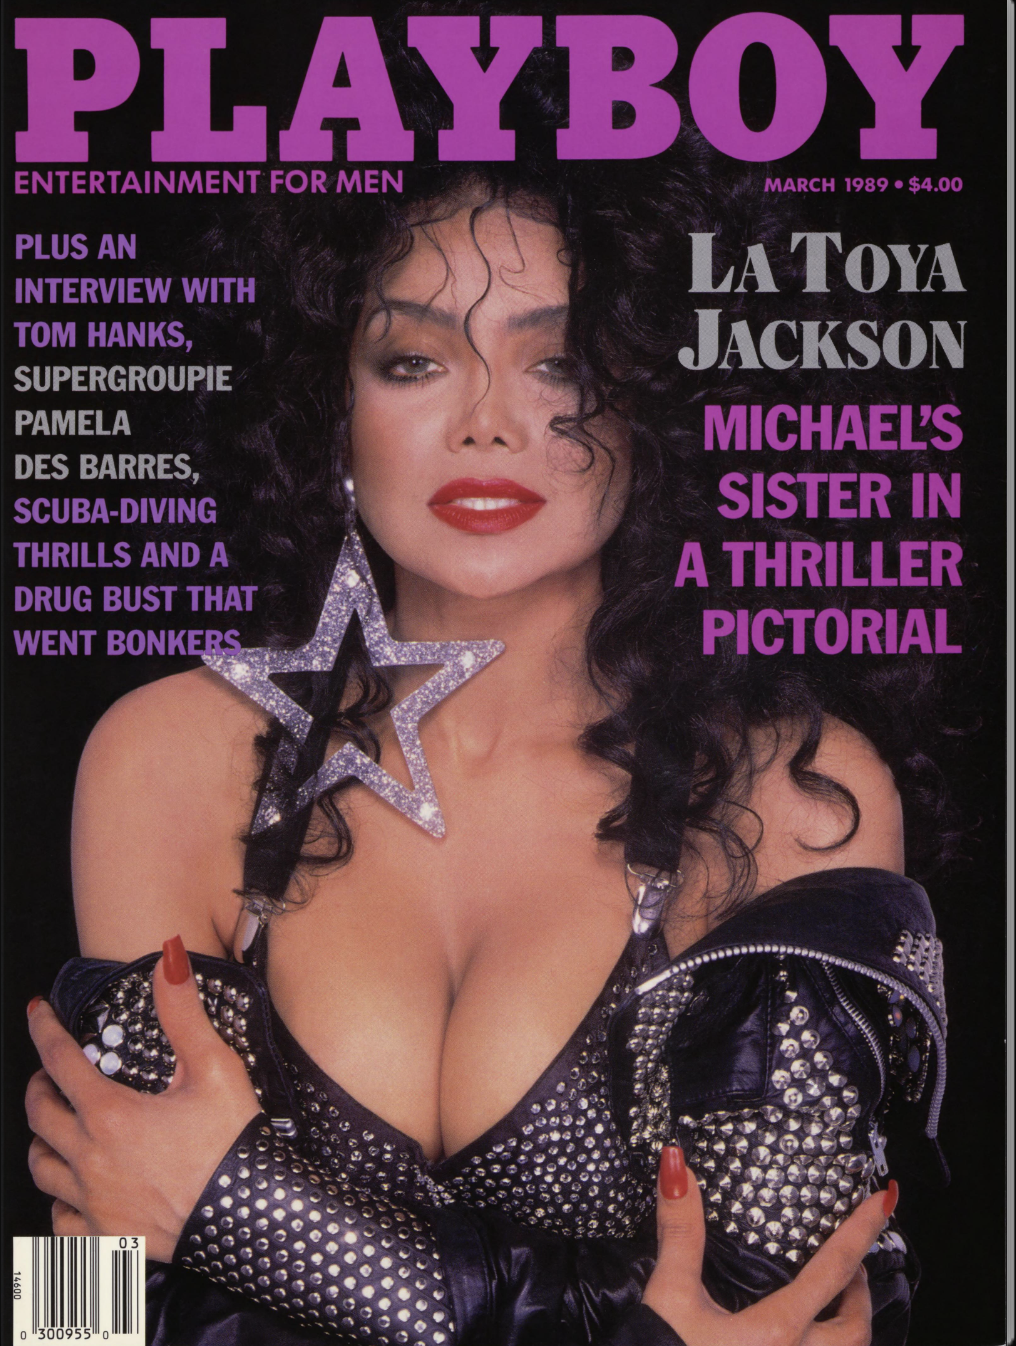 PLAYBOY
ENTERTAINMENT FOR MEN
MARCH 1989 • $4.00
PLUS AN
INTERVIEW WITH
TOM HANKS,
SUPERGROUPIE
PAMELA
DES BARRES,
SCUBA-DIVING
THRILLS AND A
DRUG BUST THAT
WENT BONKERS
LA TOYA
JACKSON
MICHAEL'S
SISTER IN
A THRILLER
PICTORIAL
03
14600
0 300955 0